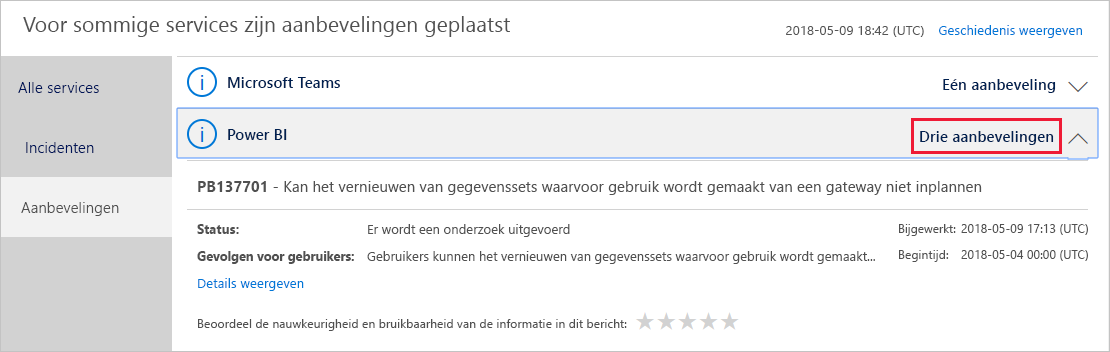 Voor sommige services zijn aanbevelingen geplaatst
2018-05-09 18:42 (UTC) Geschiedenis weergeven
Alle services
Incidenten
Aanbevelingen
Microsoft Teams Eén aanbeveling
Power BI Drie aanbevelingen
PB137701 - Kan het vernieuwen van gegevenssets waarvoor gebruik wordt gemaakt van een gateway niet inplannen
Status: Er wordt een onderzoek uitgevoerd Bijgewerkt: 2018-05-09 17:13 (UTC)
Gevolgen voor gebruikers: Gebruikers kunnen het vernieuwen van gegevenssets waarvoor gebruik wordt gemaakt... Begintijd: 2018-05-04 00:00 (UTC)
Details weergeven
Beoordeel de nauwkeurigheid en bruikbaarheid van de informatie in dit bericht: